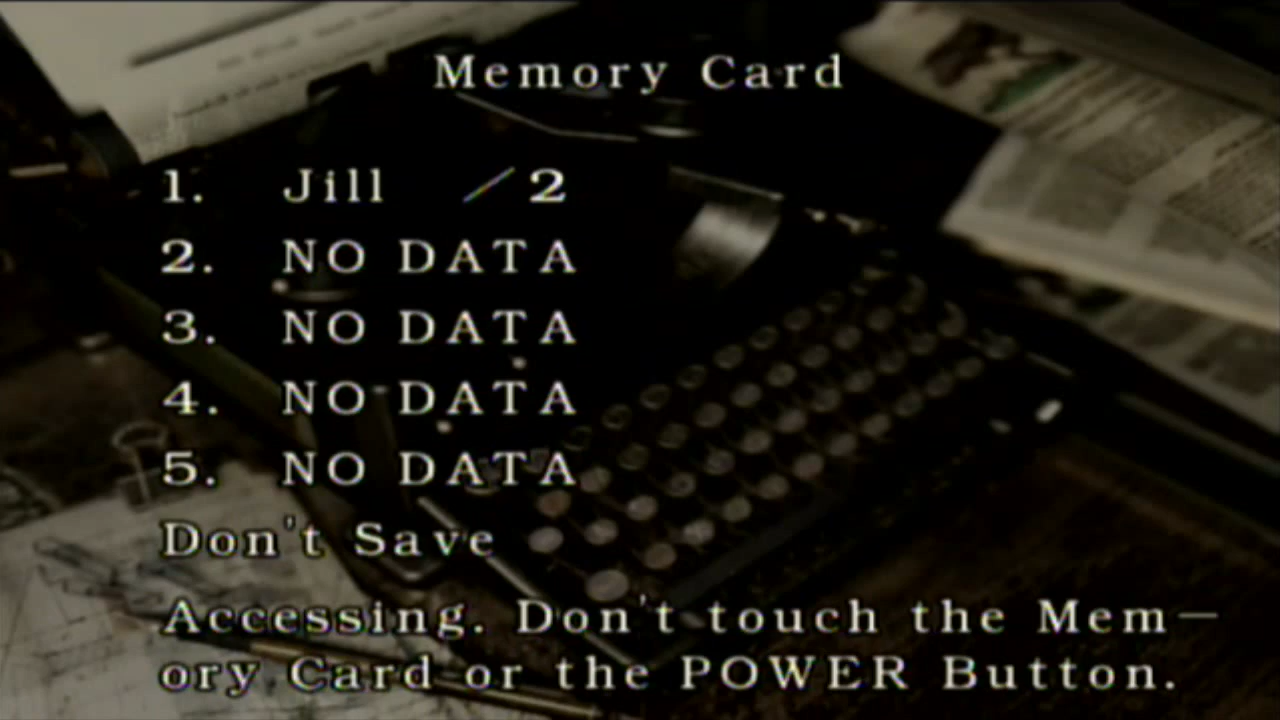 Memory Card
1. Jill / 2
2. NO DATA
3. NO DATA
4. NO DATA
5. NO DATA
Don't Save
Accessing. Don't touch the Mem—
ory Card or the POWER Button.